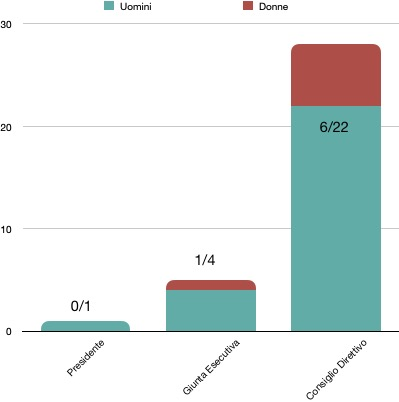 Uomini Donne
30
20
10
0
0/1
1/4
6/22
Presidente
Giunta Esecutiva
Consiglio Direttivo